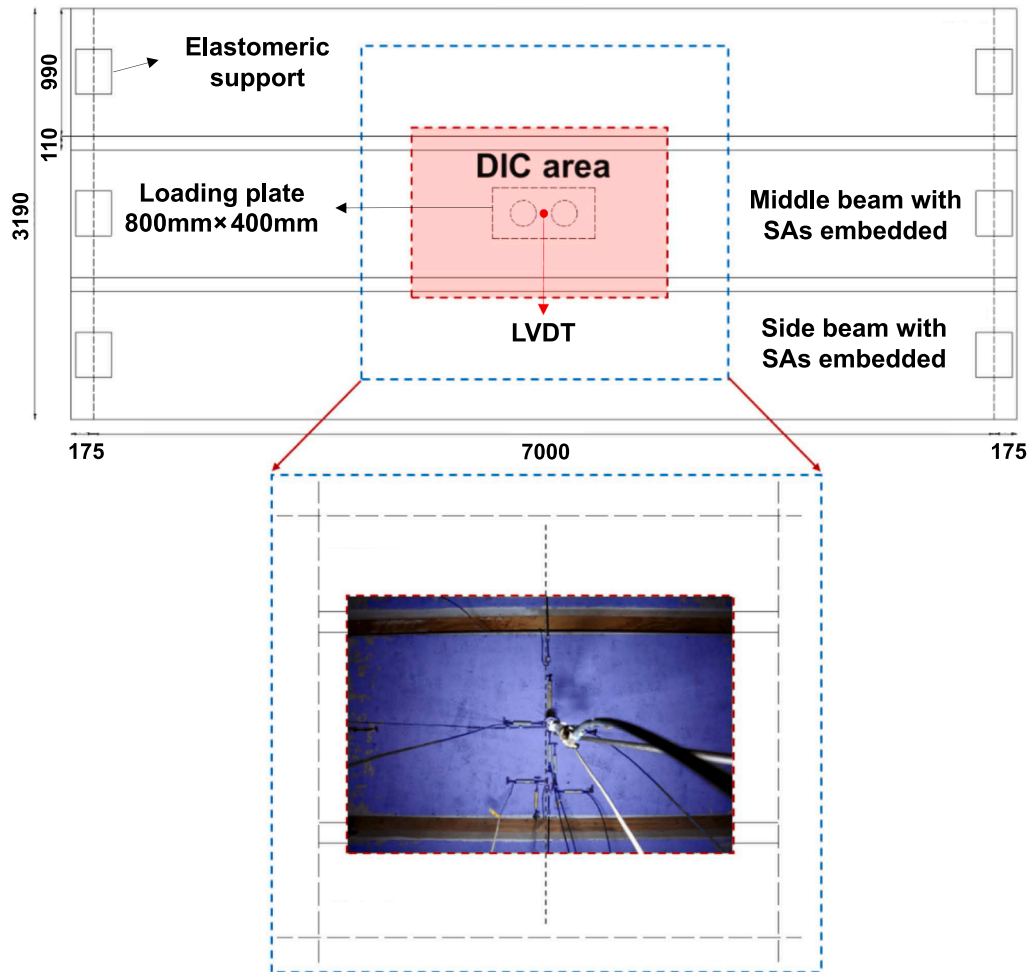 Elastomeric
support
990
110
3190
DIC area
Loading plate
800mm×400mm
Middle beam with
SAs embedded
LVDT
Side beam with
SAs embedded
175
7000
175